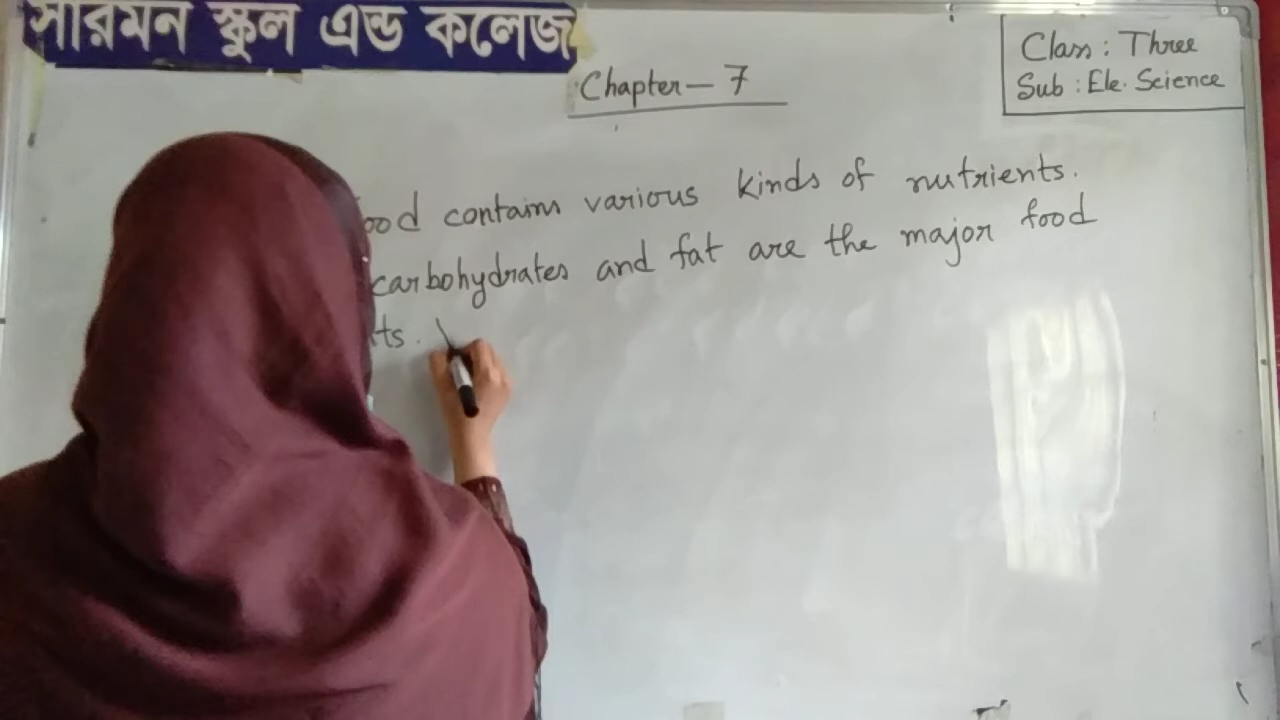 সারমন স্কুল এন্ড কলেজ
Chapter - 7
Class : Three
Sub : Ele. Science
ood contains various kinds of nutrients.
carbohydrates and fat are the major food
ts.